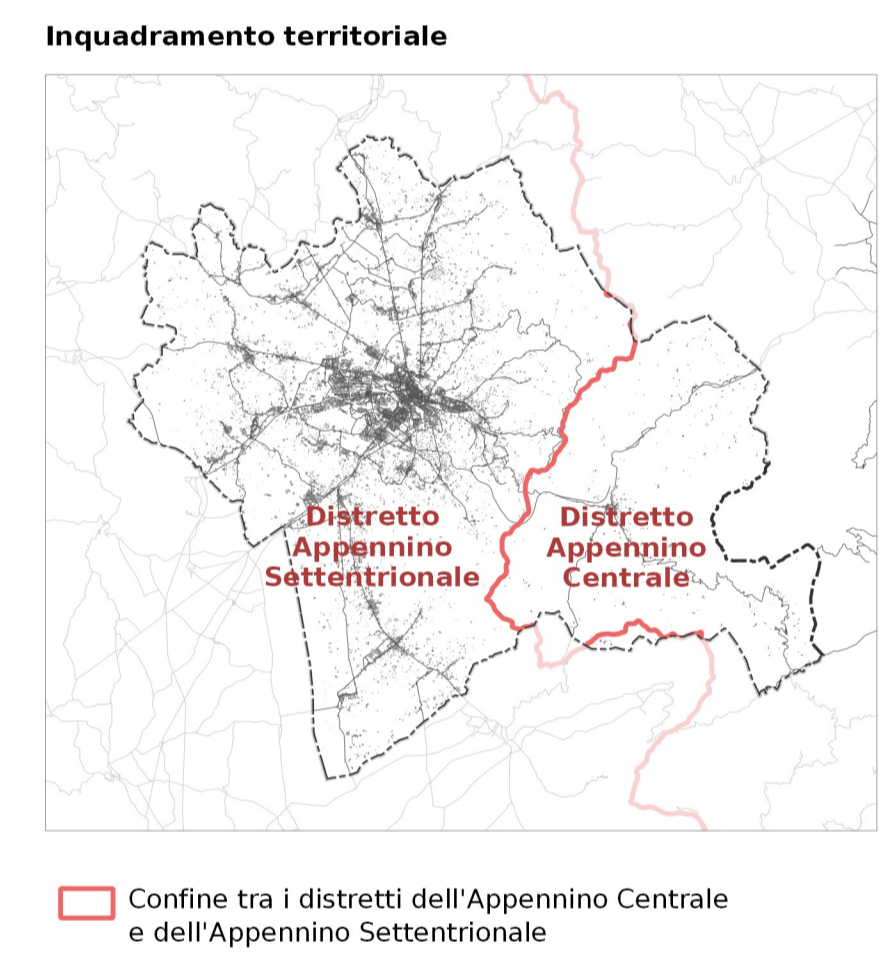 Inquadramento territoriale
Distretto
Appennino
Settentrionale
Distretto
Appennino
Centrale
Confine tra i distretti dell'Appennino Centrale
e dell'Appennino Settentrionale